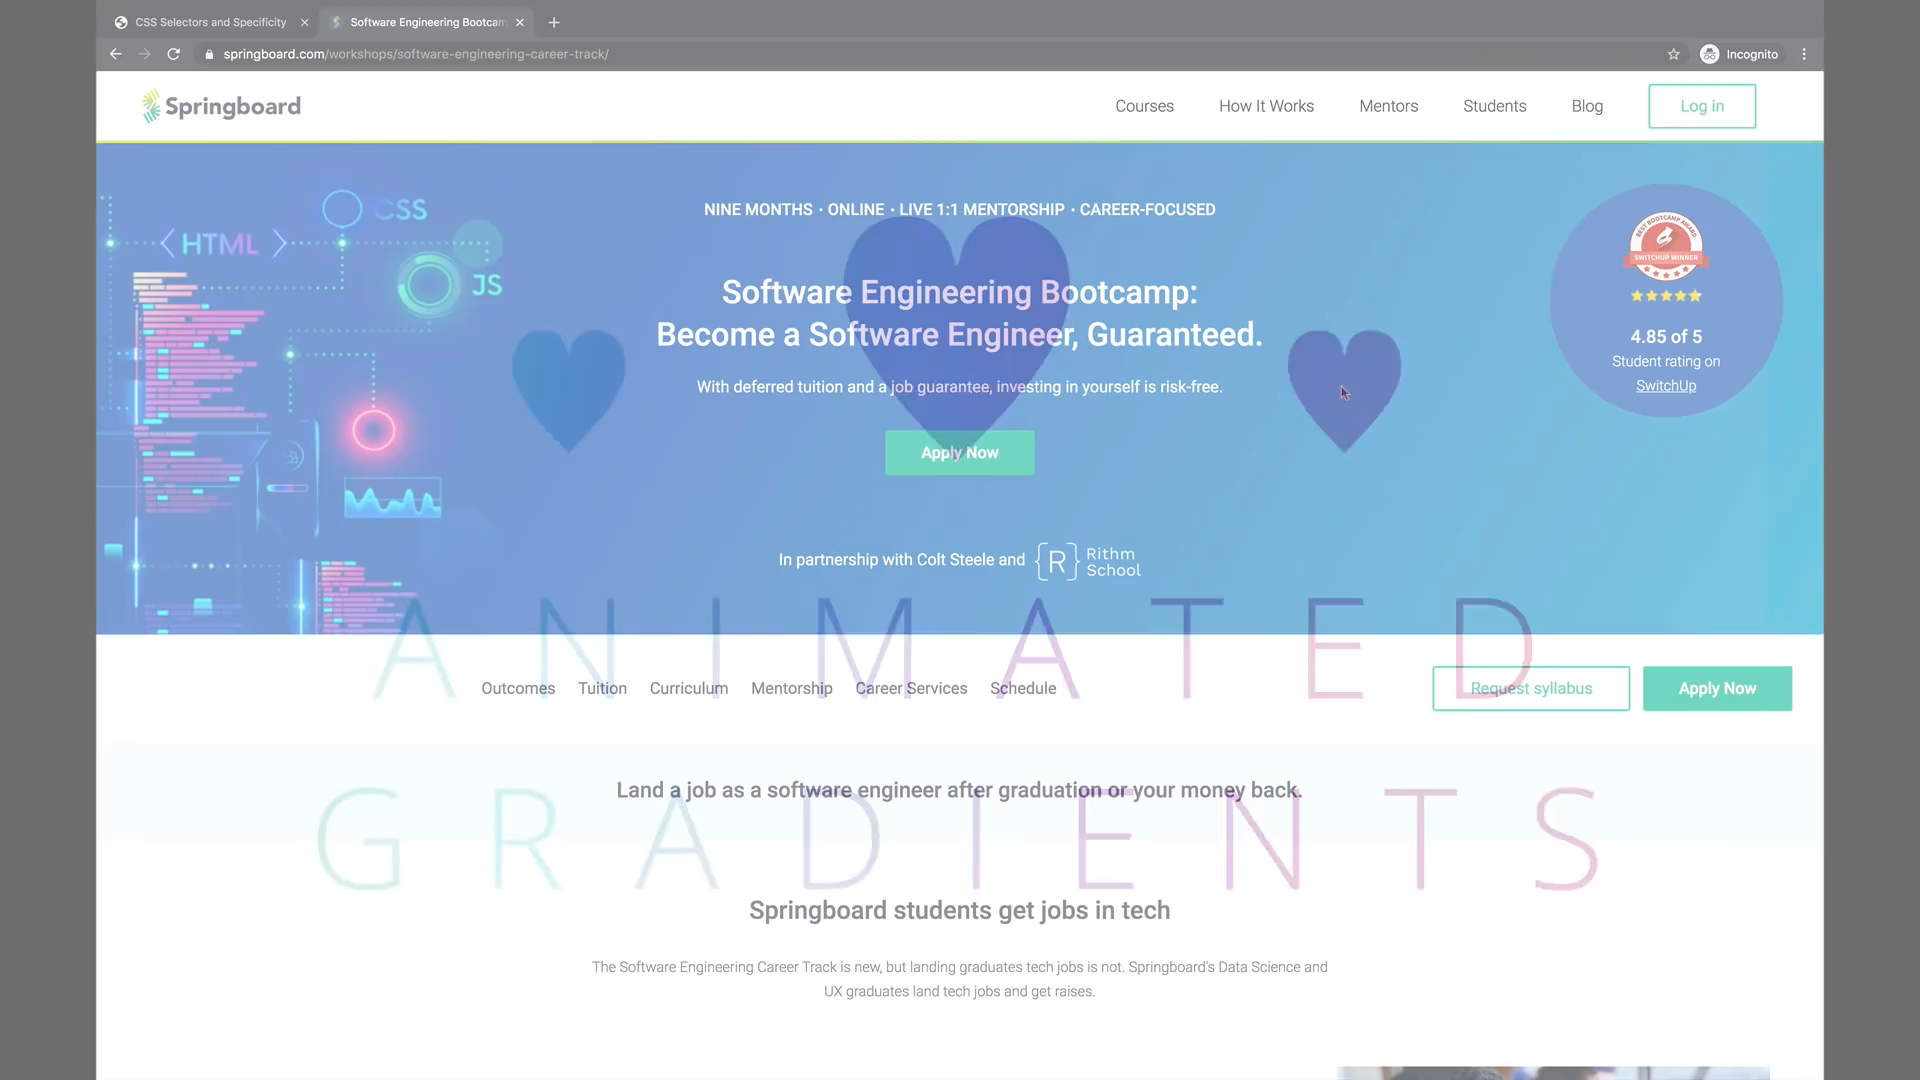 CSS Selectors and Specificity
Software Engineering Bootcam
springboard.com/workshops/software-engineering-career-track/
Incognito
Springboard
Courses
How It Works
Mentors
Students
Blog
Log in
CSS
HTML
JS
NINE MONTHS · ONLINE · LIVE 1:1 MENTORSHIP · CAREER-FOCUSED
Software Engineering Bootcamp:
Become a Software Engineer, Guaranteed.
With deferred tuition and a job guarantee, investing in yourself is risk-free.
Apply Now
BEST BOOTCAMP AWARD
SWITCHUP WINNER
4.85 of 5
Student rating on
SwitchUp
In partnership with Colt Steele and
{R} Rithm
School
ANIMATED
Outcomes
Tuition
Curriculum
Mentorship
Career Services
Schedule
Request syllabus
Apply Now
Land a job as a software engineer after graduation or your money back.
GRADIENTS
Springboard students get jobs in tech
The Software Engineering Career Track is new, but landing graduates tech jobs is not. Springboard's Data Science and
UX graduates land tech jobs and get raises.